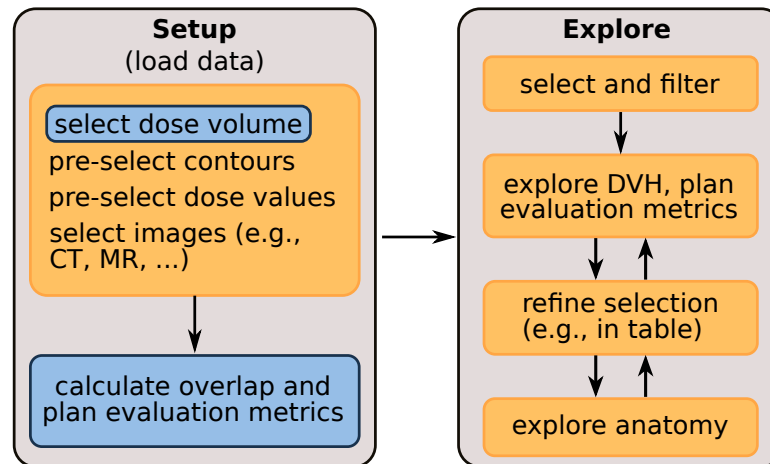 Setup
(load data)
select dose volume
pre-select contours
pre-select dose values
select images (e.g.,
CT, MR, ...)
calculate overlap and
plan evaluation metrics
Explore
select and filter
explore DVH, plan
evaluation metrics
refine selection
(e.g., in table)
explore anatomy